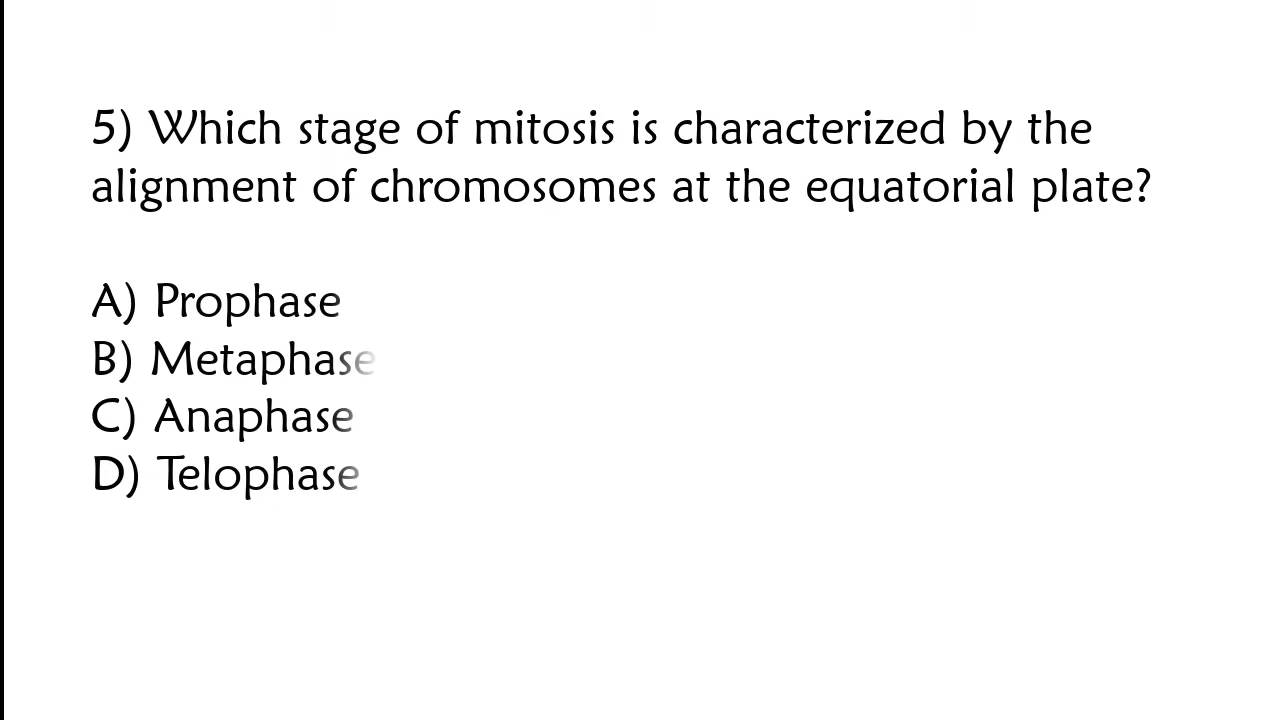 5) Which stage of mitosis is characterized by the
alignment of chromosomes at the equatorial plate?
A) Prophase
B) Metaphase
C) Anaphase
D) Telophase